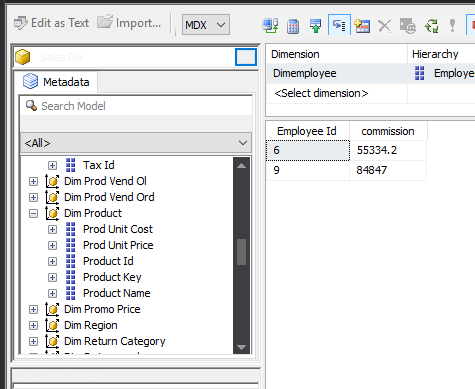 Edit as Text Import... MDX
Sales Dw
Metadata
Search Model
<All>
Tax Id
Dim Prod Vend Ol
Dim Prod Vend Ord
Dim Product
Prod Unit Cost
Prod Unit Price
Product Id
Product Key
Product Name
Dim Promo Price
Dim Region
Dim Return Category
Dimension Hierarchy
Dimemployee Employe
<Select dimension>
Employee Id commission
6 55334.2
9 84847